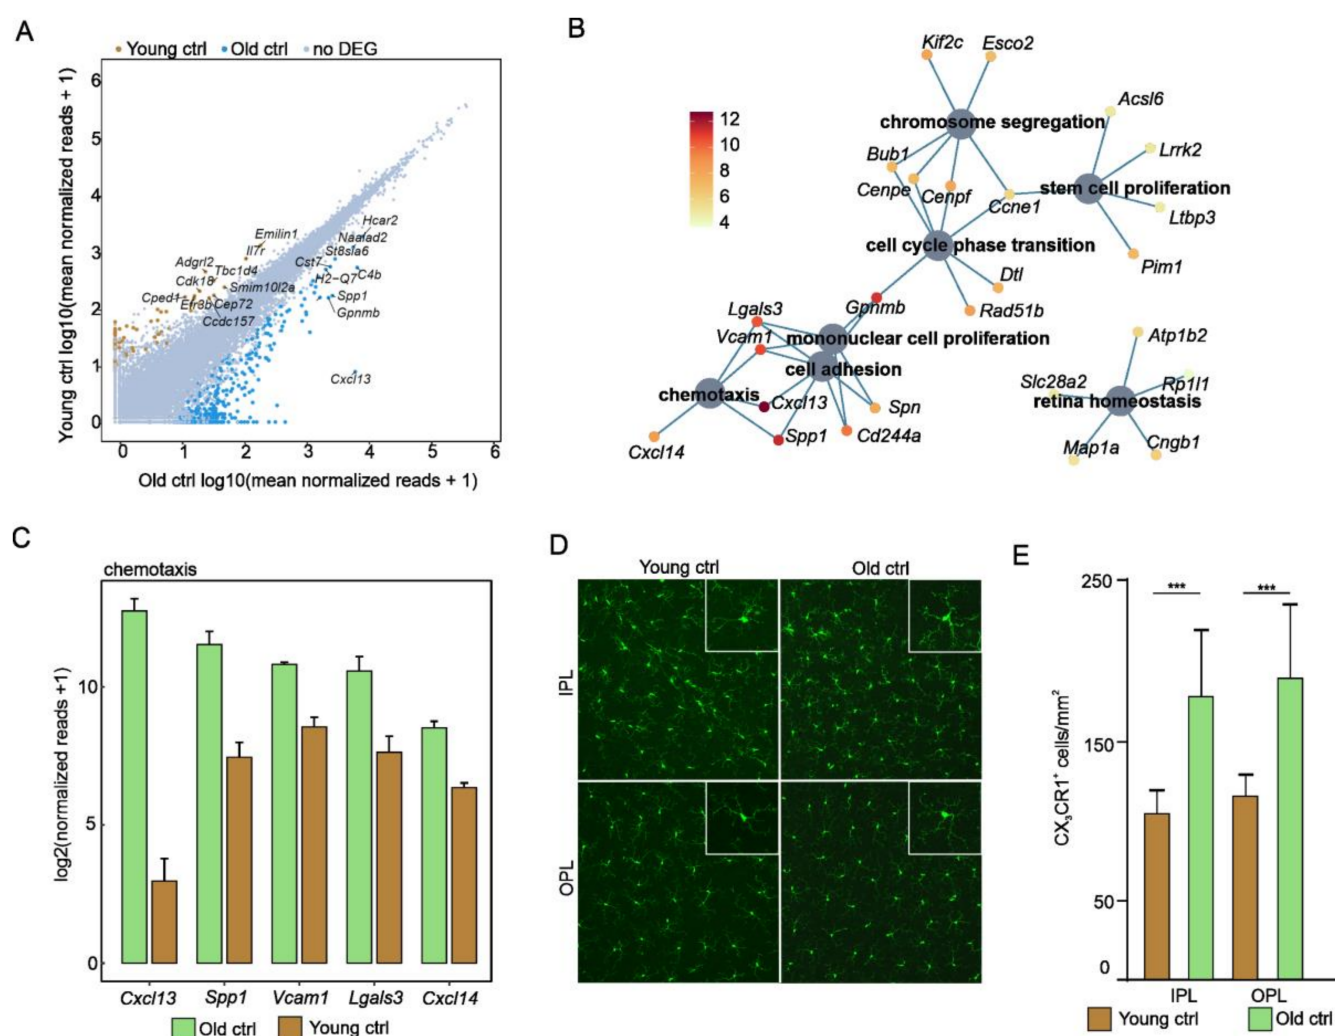 A
Young ctrl Old ctrl no DEG
Young ctrl log10(mean normalized reads + 1)
6
5
4
3
2
1
0
Hcar2
Emilin1
Naalad2
Il7r
St8sia6
Adgrl2
Tbc1d4
Cst7
C4b
Cdk18
Smim10l2a
H2-Q7
Cped1
Efr3b
Cep72
Spp1
Gpnmb
Ccdc157
Cxcl13
0 1 2 3 4 5 6
Old ctrl log10(mean normalized reads + 1)
B
12
10
8
6
4
Kif2c
Esco2
Acsl6
chromosome segregation
Bub1
Lrrk2
Cenpe
Cenpf
Ccne1
stem cell proliferation
Ltbp3
cell cycle phase transition
Pim1
Dtl
Gpnmb
Rad51b
Lgals3
Vcam1
mononuclear cell proliferation
Atp1b2
cell adhesion
Slc28a2
Rp1l1
chemotaxis
Cxcl13
Spn
retina homeostasis
Spp1
Cd244a
Cxcl14
Map1a
Cngb1
C
chemotaxis
log2(normalized reads +1)
10
5
0
Cxcl13 Spp1 Vcam1 Lgals3 Cxcl14
Old ctrl Young ctrl
D
Young ctrl Old ctrl
IPL
OPL
E
CX₃CR1⁺ cells/mm²
250
150
50
0
*** ***
IPL OPL
Young ctrl Old ctrl